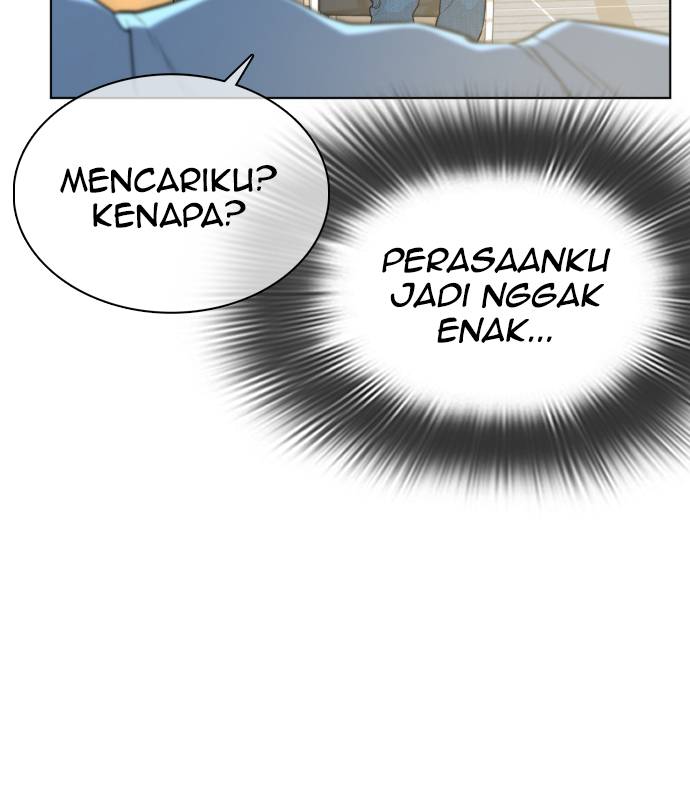 MENCARIKU?
KENAPA?
PERASAANKU
JADI NGGAK
ENAK...